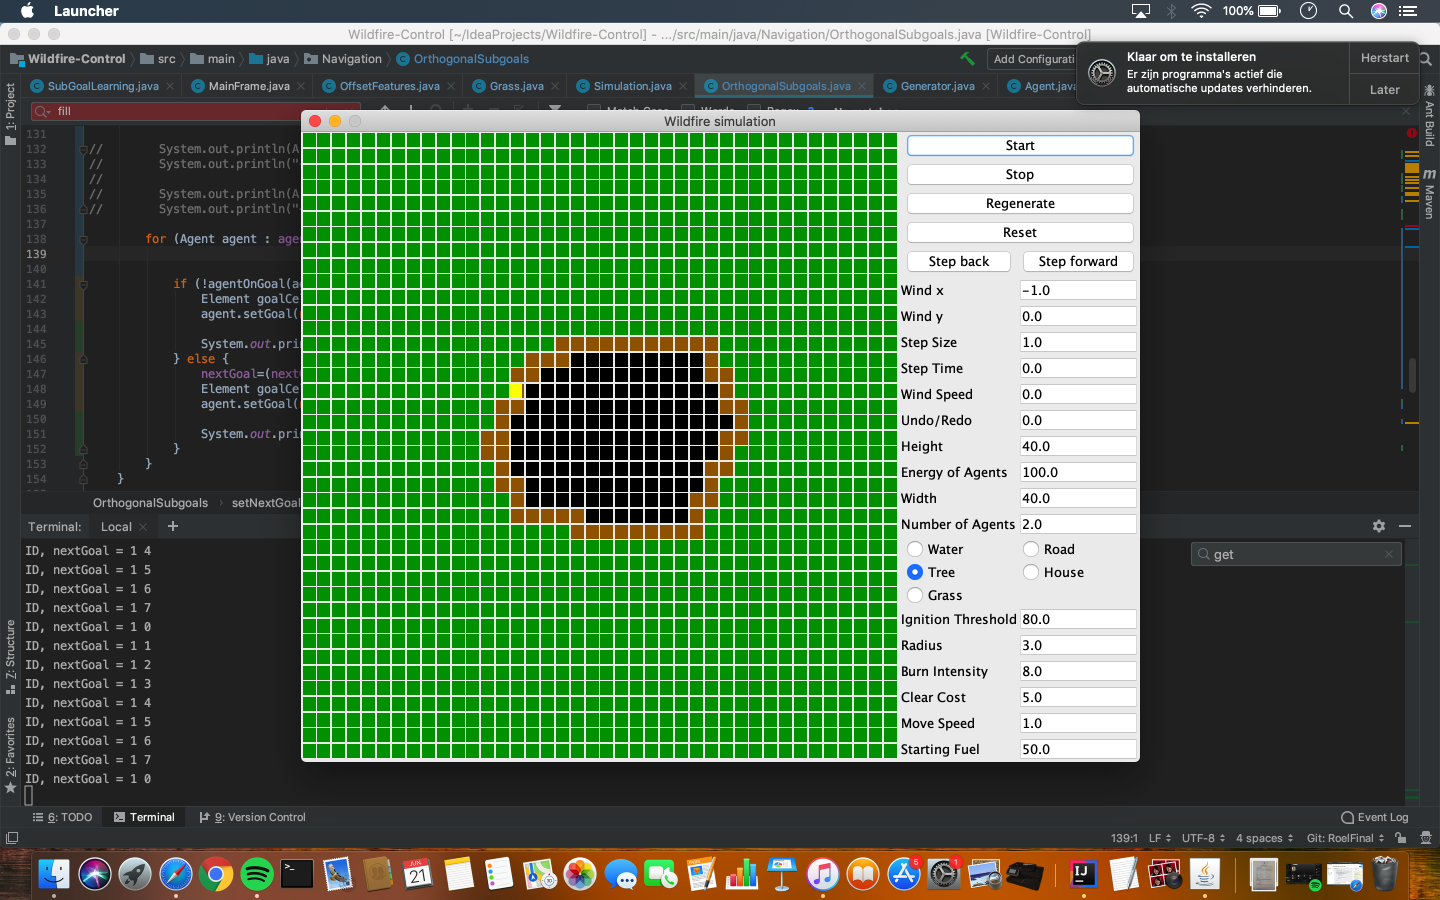 Launcher
100%
Wildfire-Control [~/IdeaProjects/Wildfire-Control] - .../src/main/java/Navigation/OrthogonalSubgoals.java [Wildfire-Control]
Wildfire-Control
src
main
java
Navigation
OrthogonalSubgoals
Add Configurati
Klaar om te installeren
Er zijn programma's actief die
automatische updates verhinderen.
Herstart
Later
SubGoalLearning.java
MainFrame.java
OffsetFeatures.java
Grass.java
Simulation.java
OrthogonalSubgoals.java
Generator.java
Agent.java
fill
1: Project
Z: Structure
2: Favorites
Ant Build
Maven
131
132 // System.out.println(A
133 // System.out.println("
134 //
135 // System.out.println(A
136 // System.out.println("
137
138 for (Agent agent : age
139
140
141 if (!agentOnGoal(a
142 Element goalCe
143 agent.setGoal(
144
145 System.out.pri
146 } else {
147 nextGoal=(next
148 Element goalCe
149 agent.setGoal(
150
151 System.out.pri
152 }
153 }
154 }
OrthogonalSubgoals
setNextGoal
Wildfire simulation
Start
Stop
Regenerate
Reset
Step back Step forward
Wind x -1.0
Wind y 0.0
Step Size 1.0
Step Time 0.0
Wind Speed 0.0
Undo/Redo 0.0
Height 40.0
Energy of Agents 100.0
Width 40.0
Number of Agents 2.0
Water Road
Tree House
Grass
Ignition Threshold 80.0
Radius 3.0
Burn Intensity 8.0
Clear Cost 5.0
Move Speed 1.0
Starting Fuel 50.0
Terminal: Local
get
ID, nextGoal = 1 4
ID, nextGoal = 1 5
ID, nextGoal = 1 6
ID, nextGoal = 1 7
ID, nextGoal = 1 0
ID, nextGoal = 1 1
ID, nextGoal = 1 2
ID, nextGoal = 1 3
ID, nextGoal = 1 4
ID, nextGoal = 1 5
ID, nextGoal = 1 6
ID, nextGoal = 1 7
ID, nextGoal = 1 0
6: TODO
Terminal
9: Version Control
Event Log
139:1 LF UTF-8 4 spaces Git: RoelFinal
JUN
21
5
1
IJ